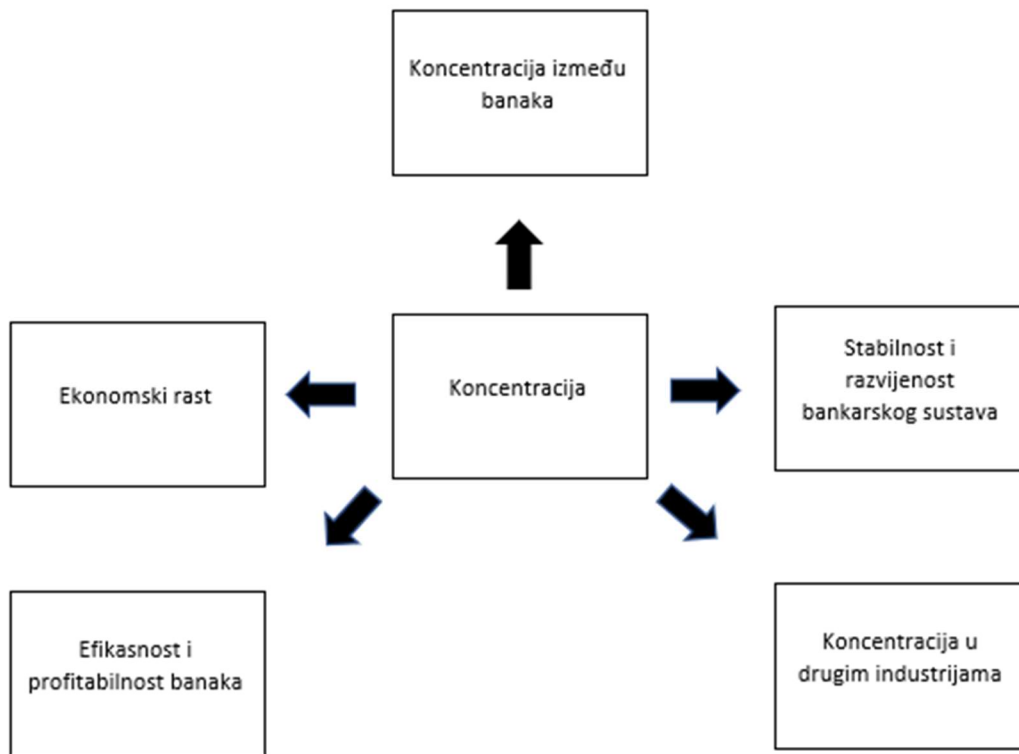 Koncentracija između
banaka
Ekonomski rast
Koncentracija
Stabilnost i
razvijenost
bankarskog sustava
Efikasnost i
profitabilnost banaka
Koncentracija u
drugim industrijama